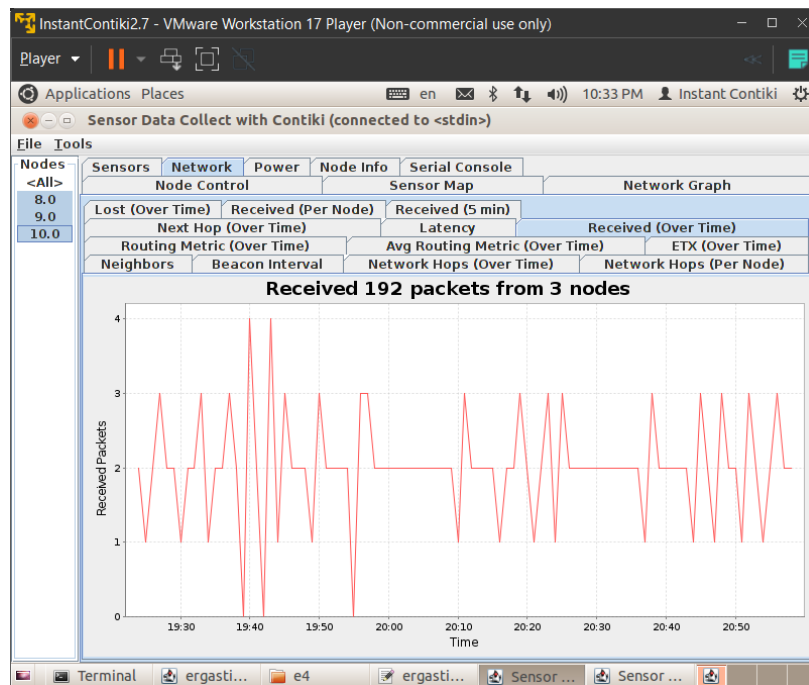 InstantContiki2.7 - VMware Workstation 17 Player (Non-commercial use only)
Player
Applications Places en 10:33 PM Instant Contiki
Sensor Data Collect with Contiki (connected to <stdin>)
File Tools
Nodes
<All>
8.0
9.0
10.0
Sensors Network Power Node Info Serial Console
Node Control Sensor Map Network Graph
Lost (Over Time) Received (Per Node) Received (5 min)
Next Hop (Over Time) Latency Received (Over Time)
Routing Metric (Over Time) Avg Routing Metric (Over Time) ETX (Over Time)
Neighbors Beacon Interval Network Hops (Over Time) Network Hops (Per Node)
Received 192 packets from 3 nodes
Received Packets
4
3
2
1
0
19:30 19:40 19:50 20:00 20:10 20:20 20:30 20:40 20:50
Time
Terminal ergasti... e4 ergasti... Sensor ... Sensor ...